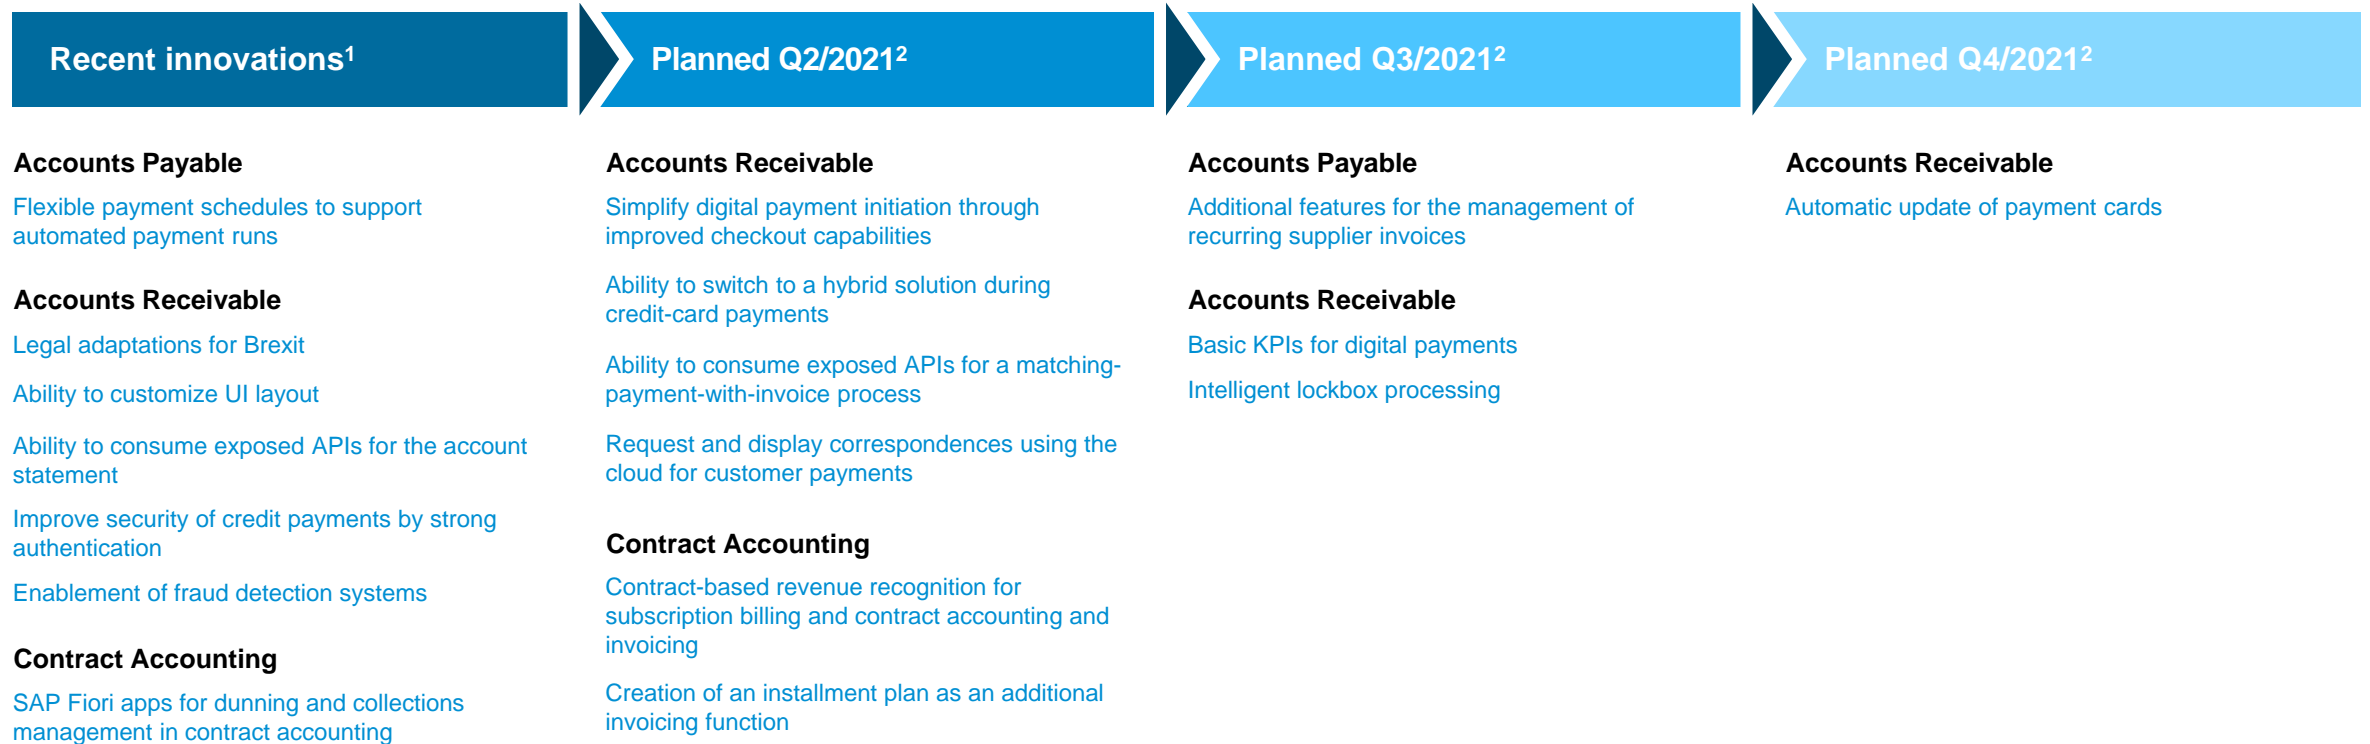 Recent innovations¹
Planned Q2/2021²
Planned Q3/2021²
Planned Q4/2021²
Accounts Payable
Flexible payment schedules to support
automated payment runs
Accounts Receivable
Legal adaptations for Brexit
Ability to customize UI layout
Ability to consume exposed APIs for the account
statement
Improve security of credit payments by strong
authentication
Enablement of fraud detection systems
Contract Accounting
SAP Fiori apps for dunning and collections
management in contract accounting
Accounts Receivable
Simplify digital payment initiation through
improved checkout capabilities
Ability to switch to a hybrid solution during
credit-card payments
Ability to consume exposed APIs for a matching-
payment-with-invoice process
Request and display correspondences using the
cloud for customer payments
Contract Accounting
Contract-based revenue recognition for
subscription billing and contract accounting and
invoicing
Creation of an installment plan as an additional
invoicing function
Accounts Payable
Additional features for the management of
recurring supplier invoices
Accounts Receivable
Basic KPIs for digital payments
Intelligent lockbox processing
Accounts Receivable
Automatic update of payment cards